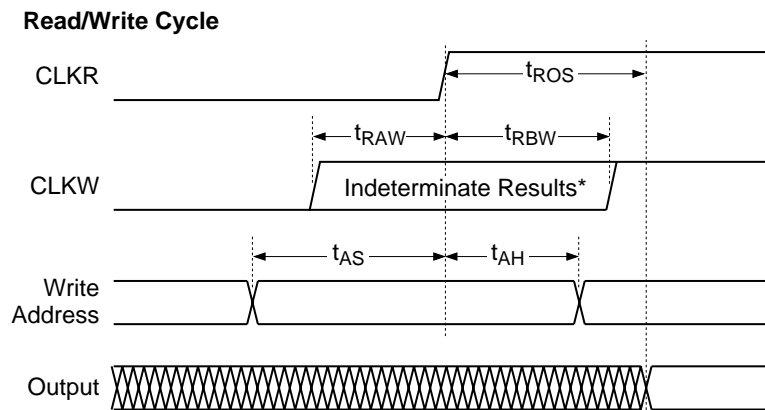 Read/Write Cycle
CLKR
tROS
tRAW
tRBW
CLKW
Indeterminate Results*
tAS
tAH
Write
Address
Output